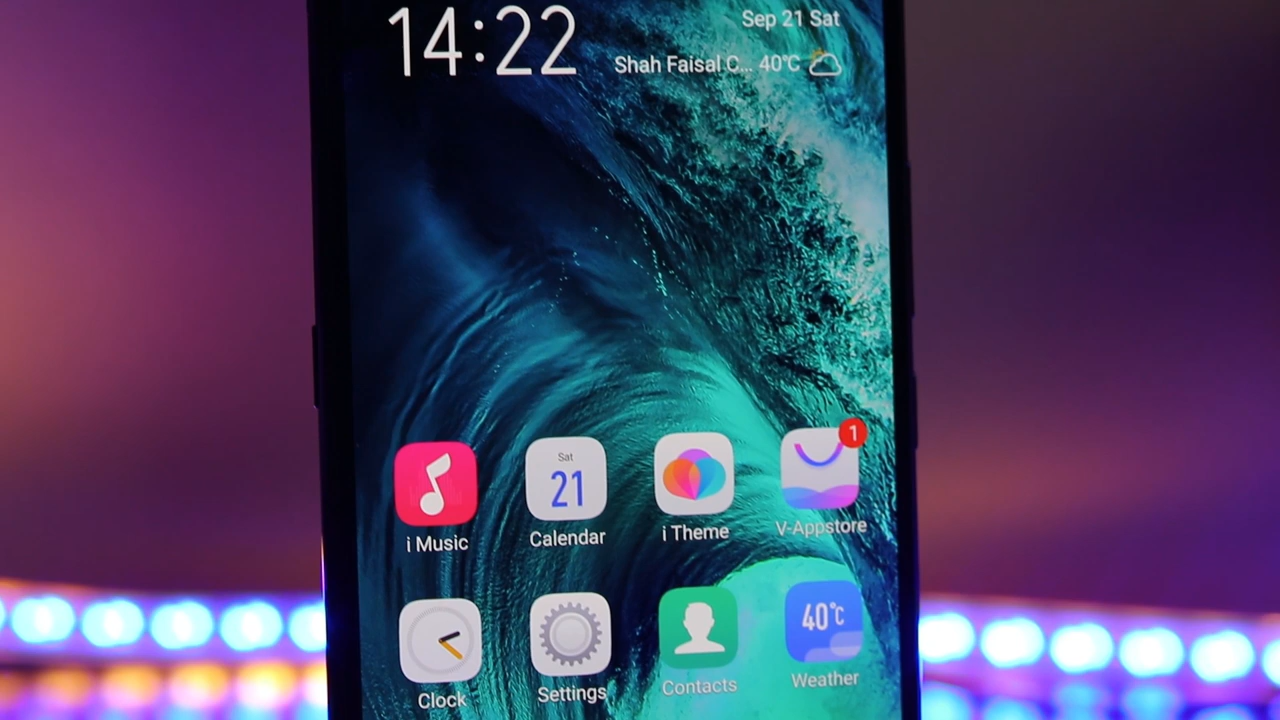 14:22
Sep 21 Sat
Shah Faisal C... 40°C
i Music
Sat
21
Calendar
i Theme
1
V-Appstore
Clock
Settings
Contacts
40°C
Weather